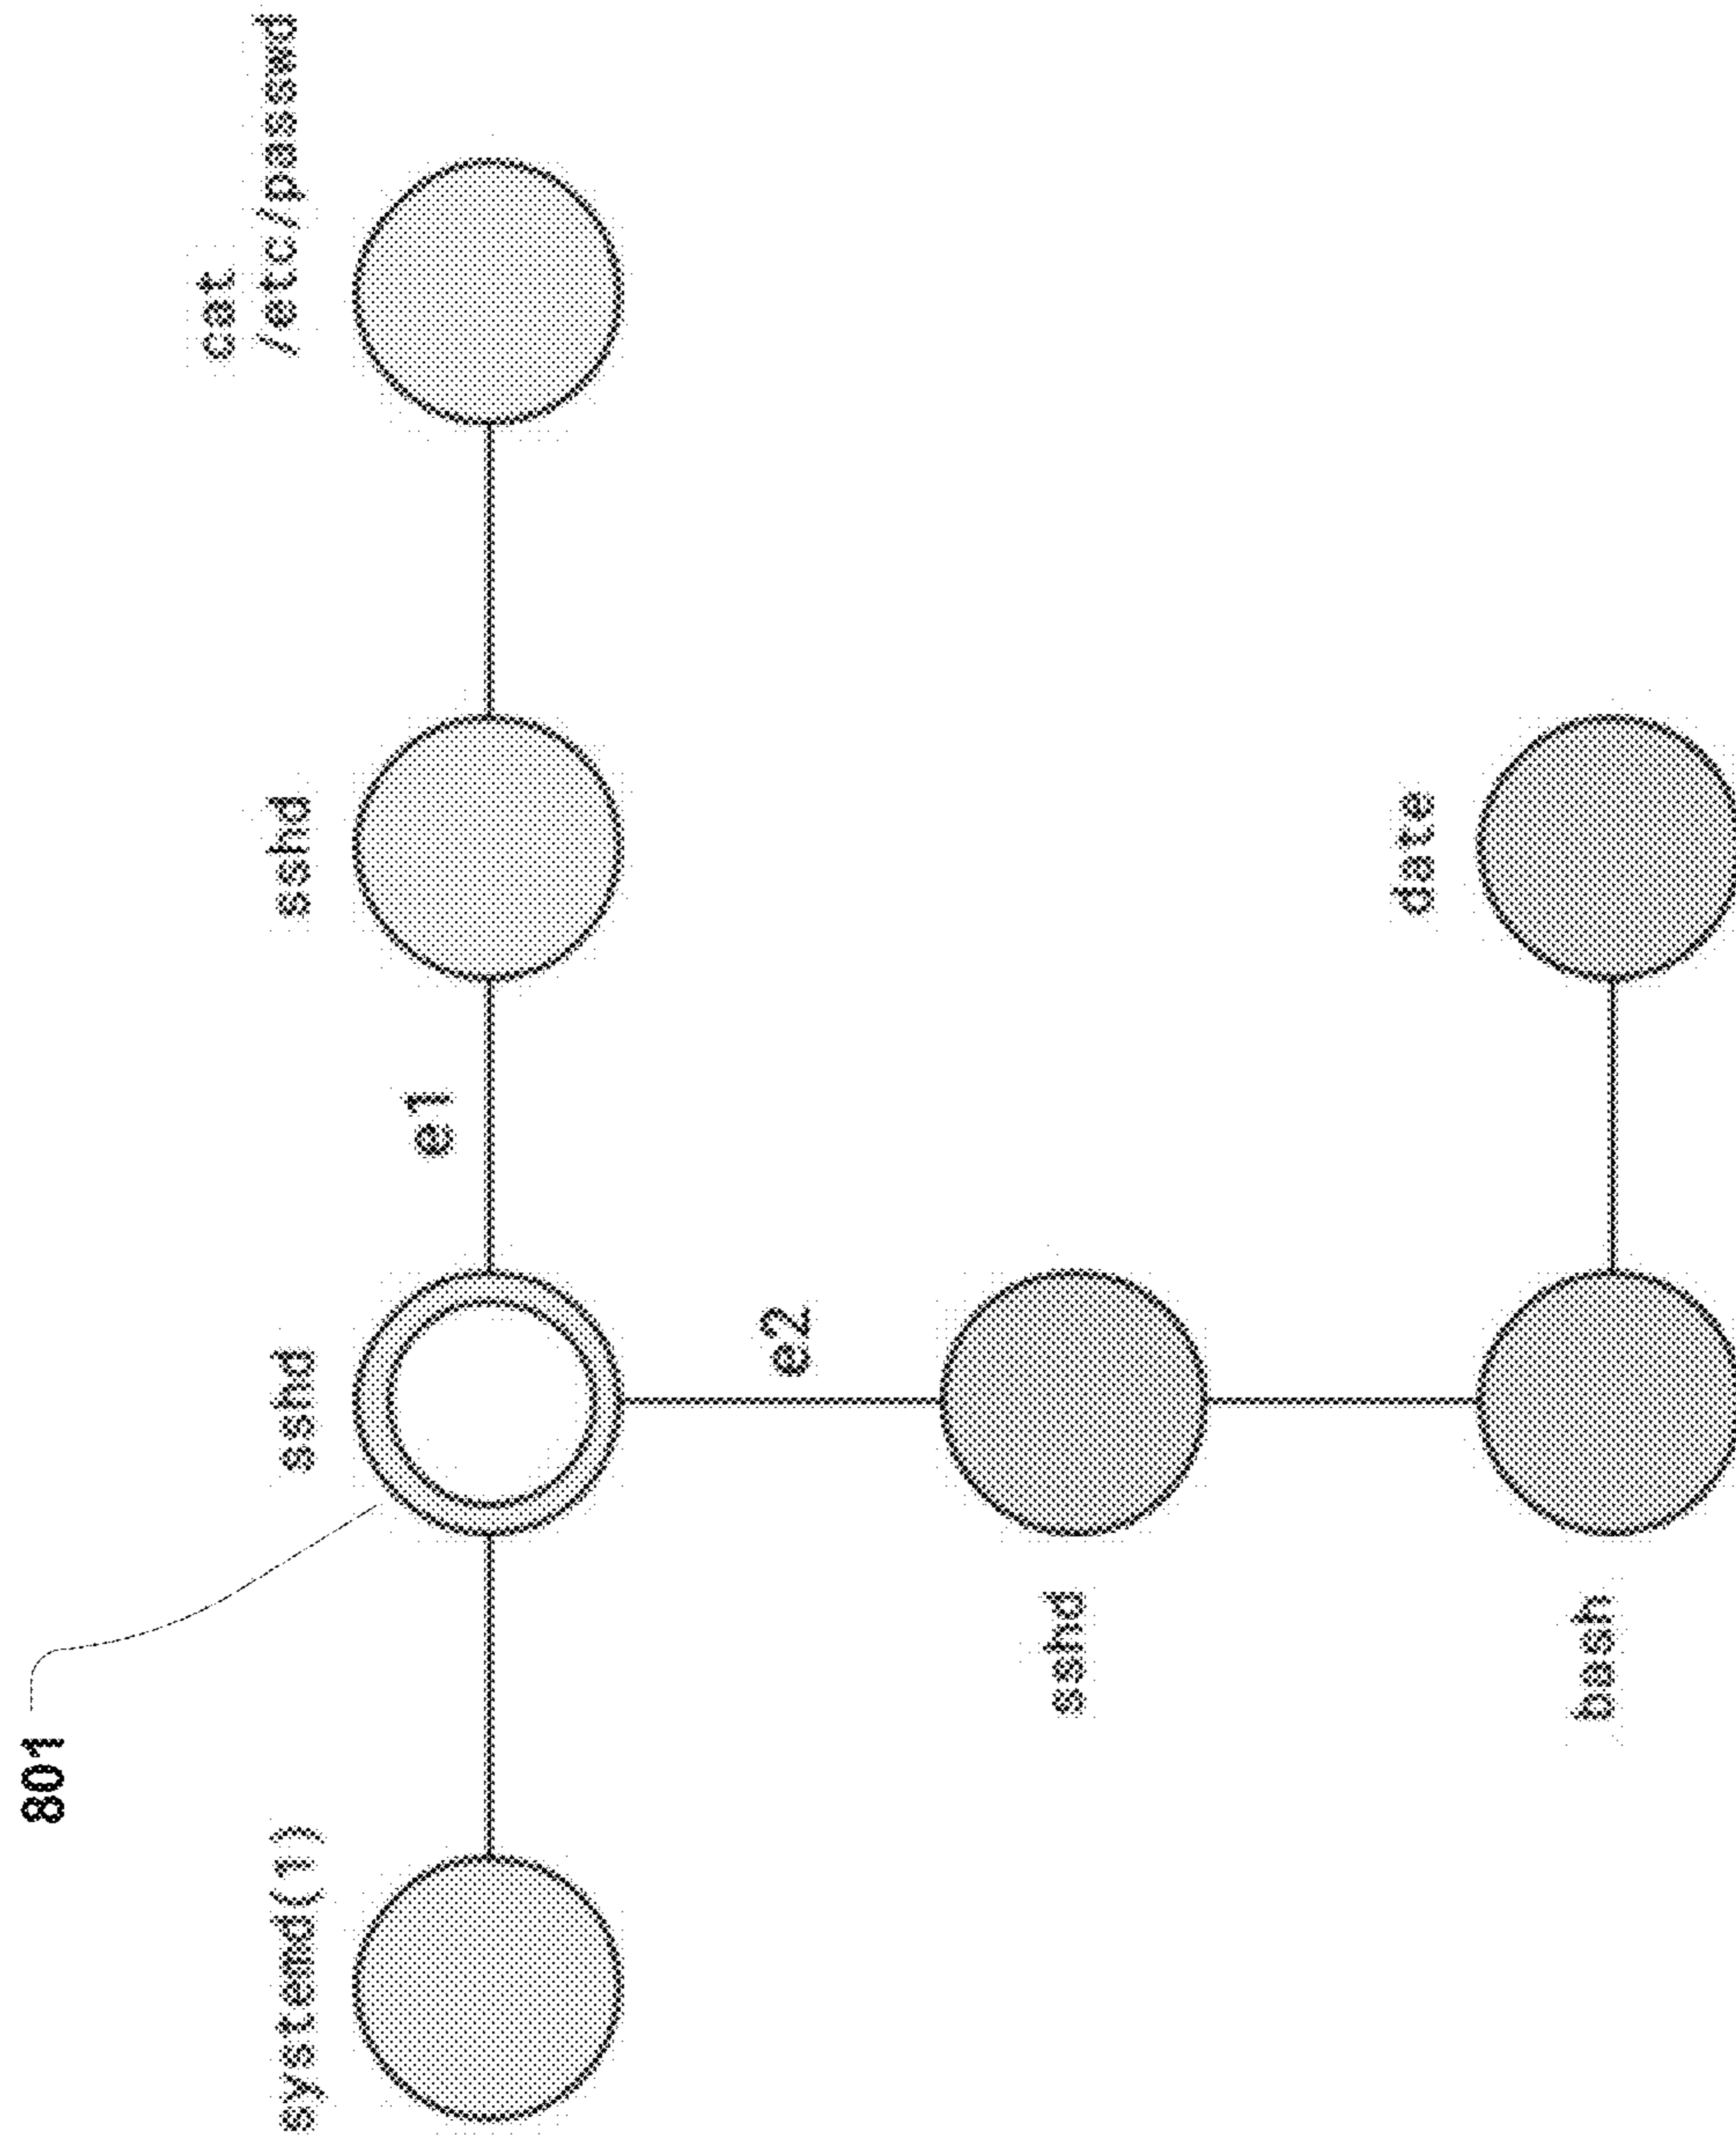 801
systemd(1)
sshd
e1
sshd
cat
/etc/passwd
e2
sshd
bash
date